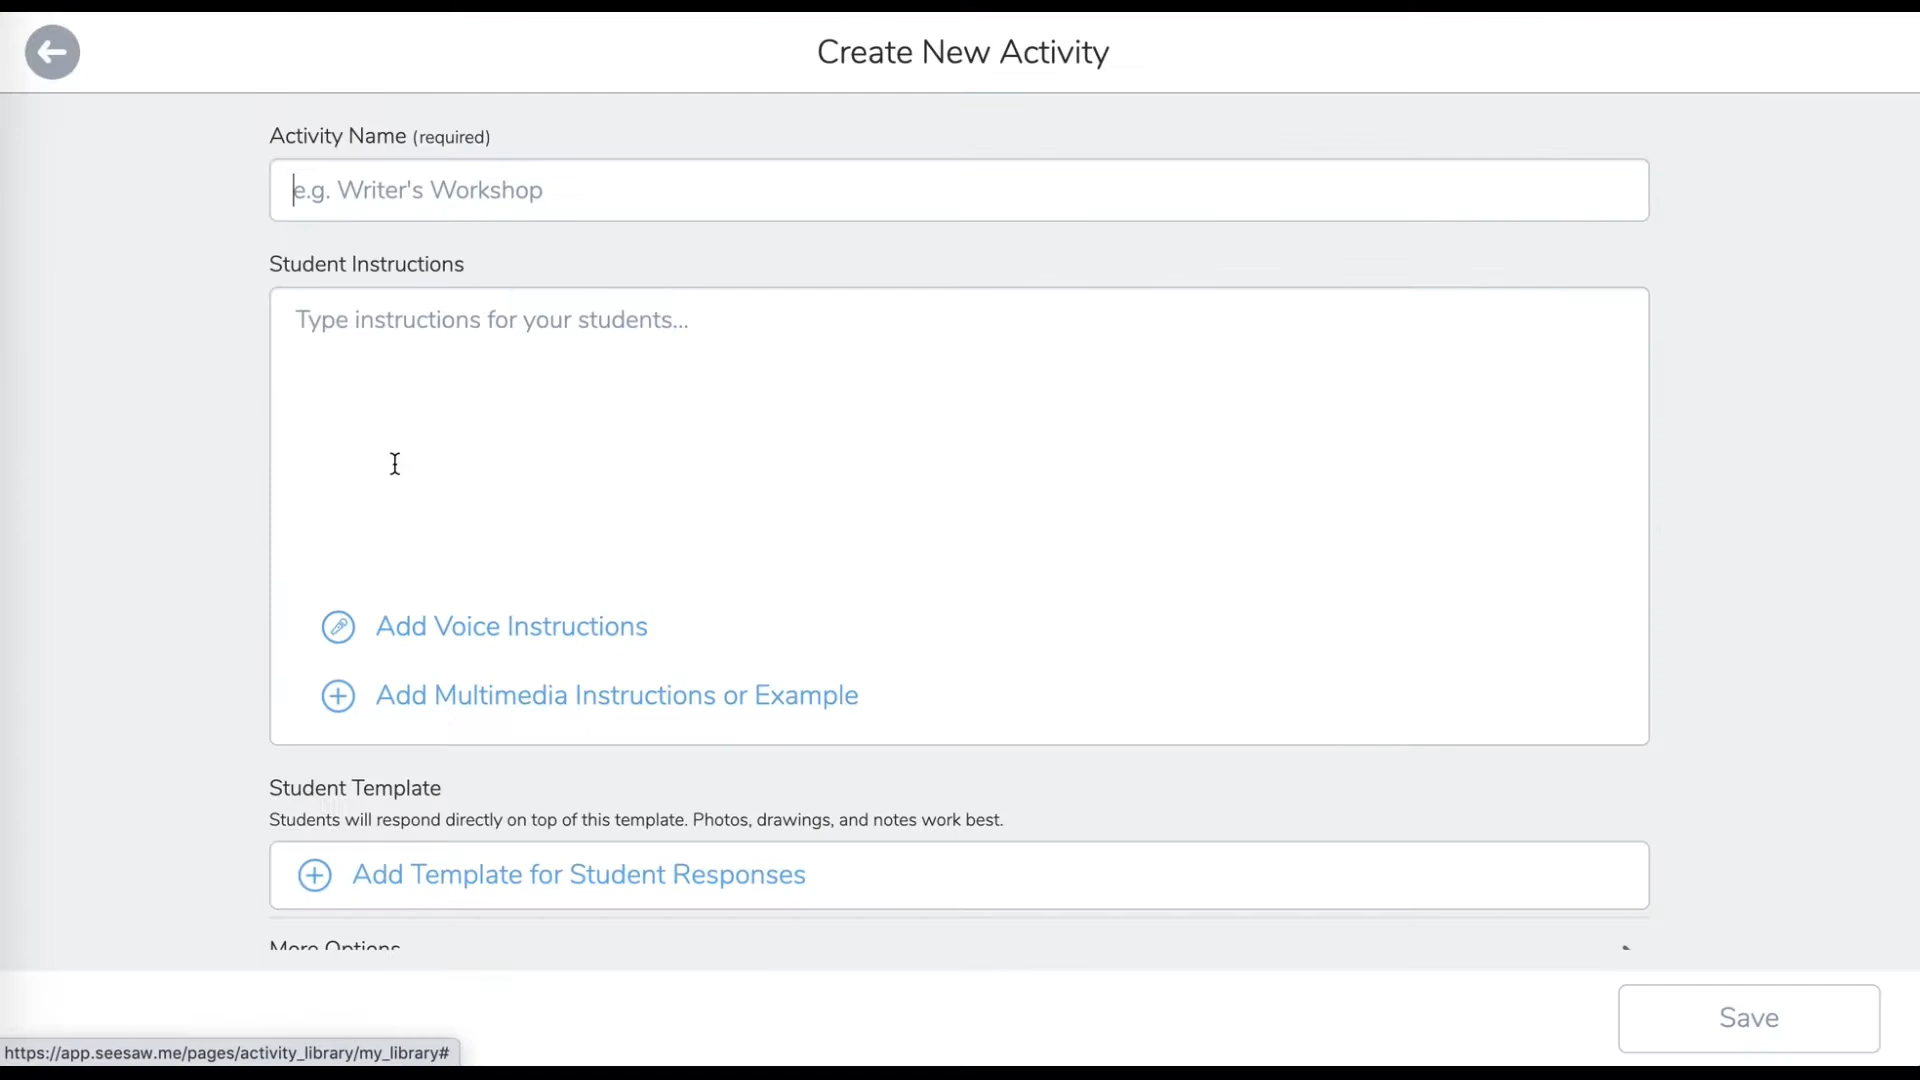 Create New Activity
Activity Name (required)
e.g. Writer's Workshop
Student Instructions
Type instructions for your students...
Add Voice Instructions
Add Multimedia Instructions or Example
Student Template
Students will respond directly on top of this template. Photos, drawings, and notes work best.
Add Template for Student Responses
More Options
Save
https://app.seesaw.me/pages/activity_library/my_library#